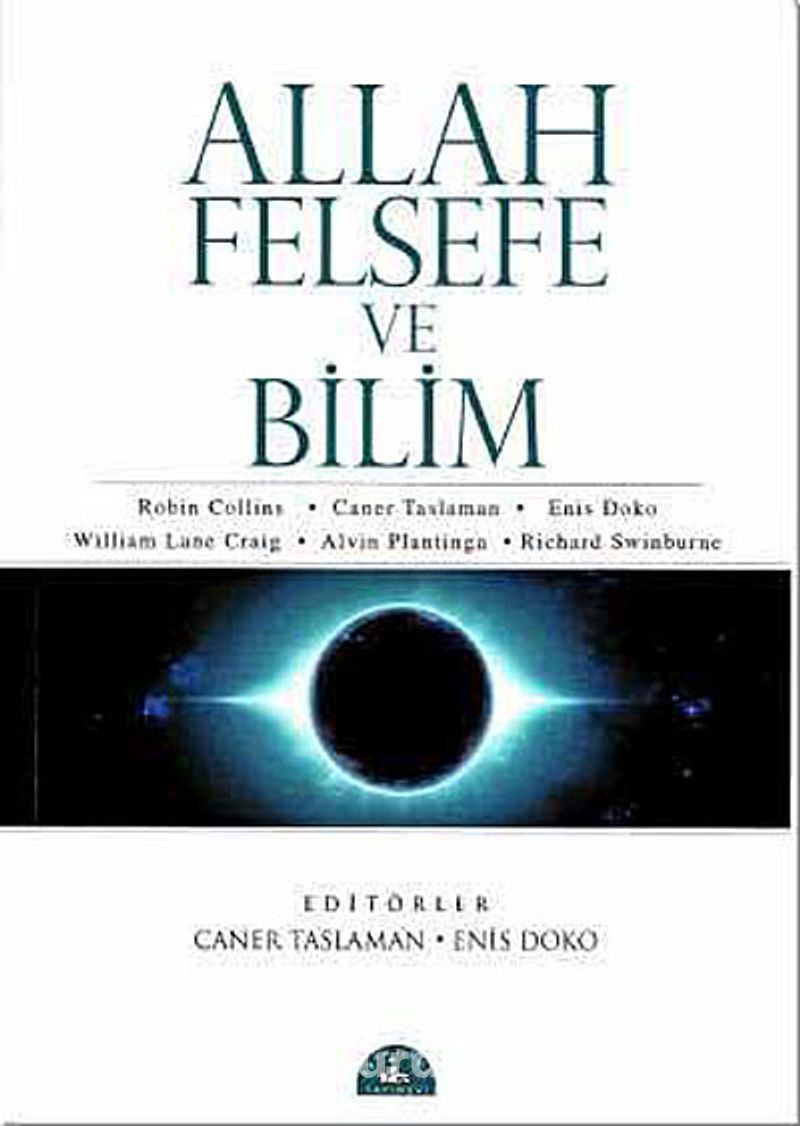 ALLAH
FELSEFE
VE
BİLİM
Robin Collins • Caner Taslaman • Enis Doko
William Lane Craig • Alvin Plantinga • Richard Swinburne
EDİTÖRLER
CANER TASLAMAN • ENİS DOKO